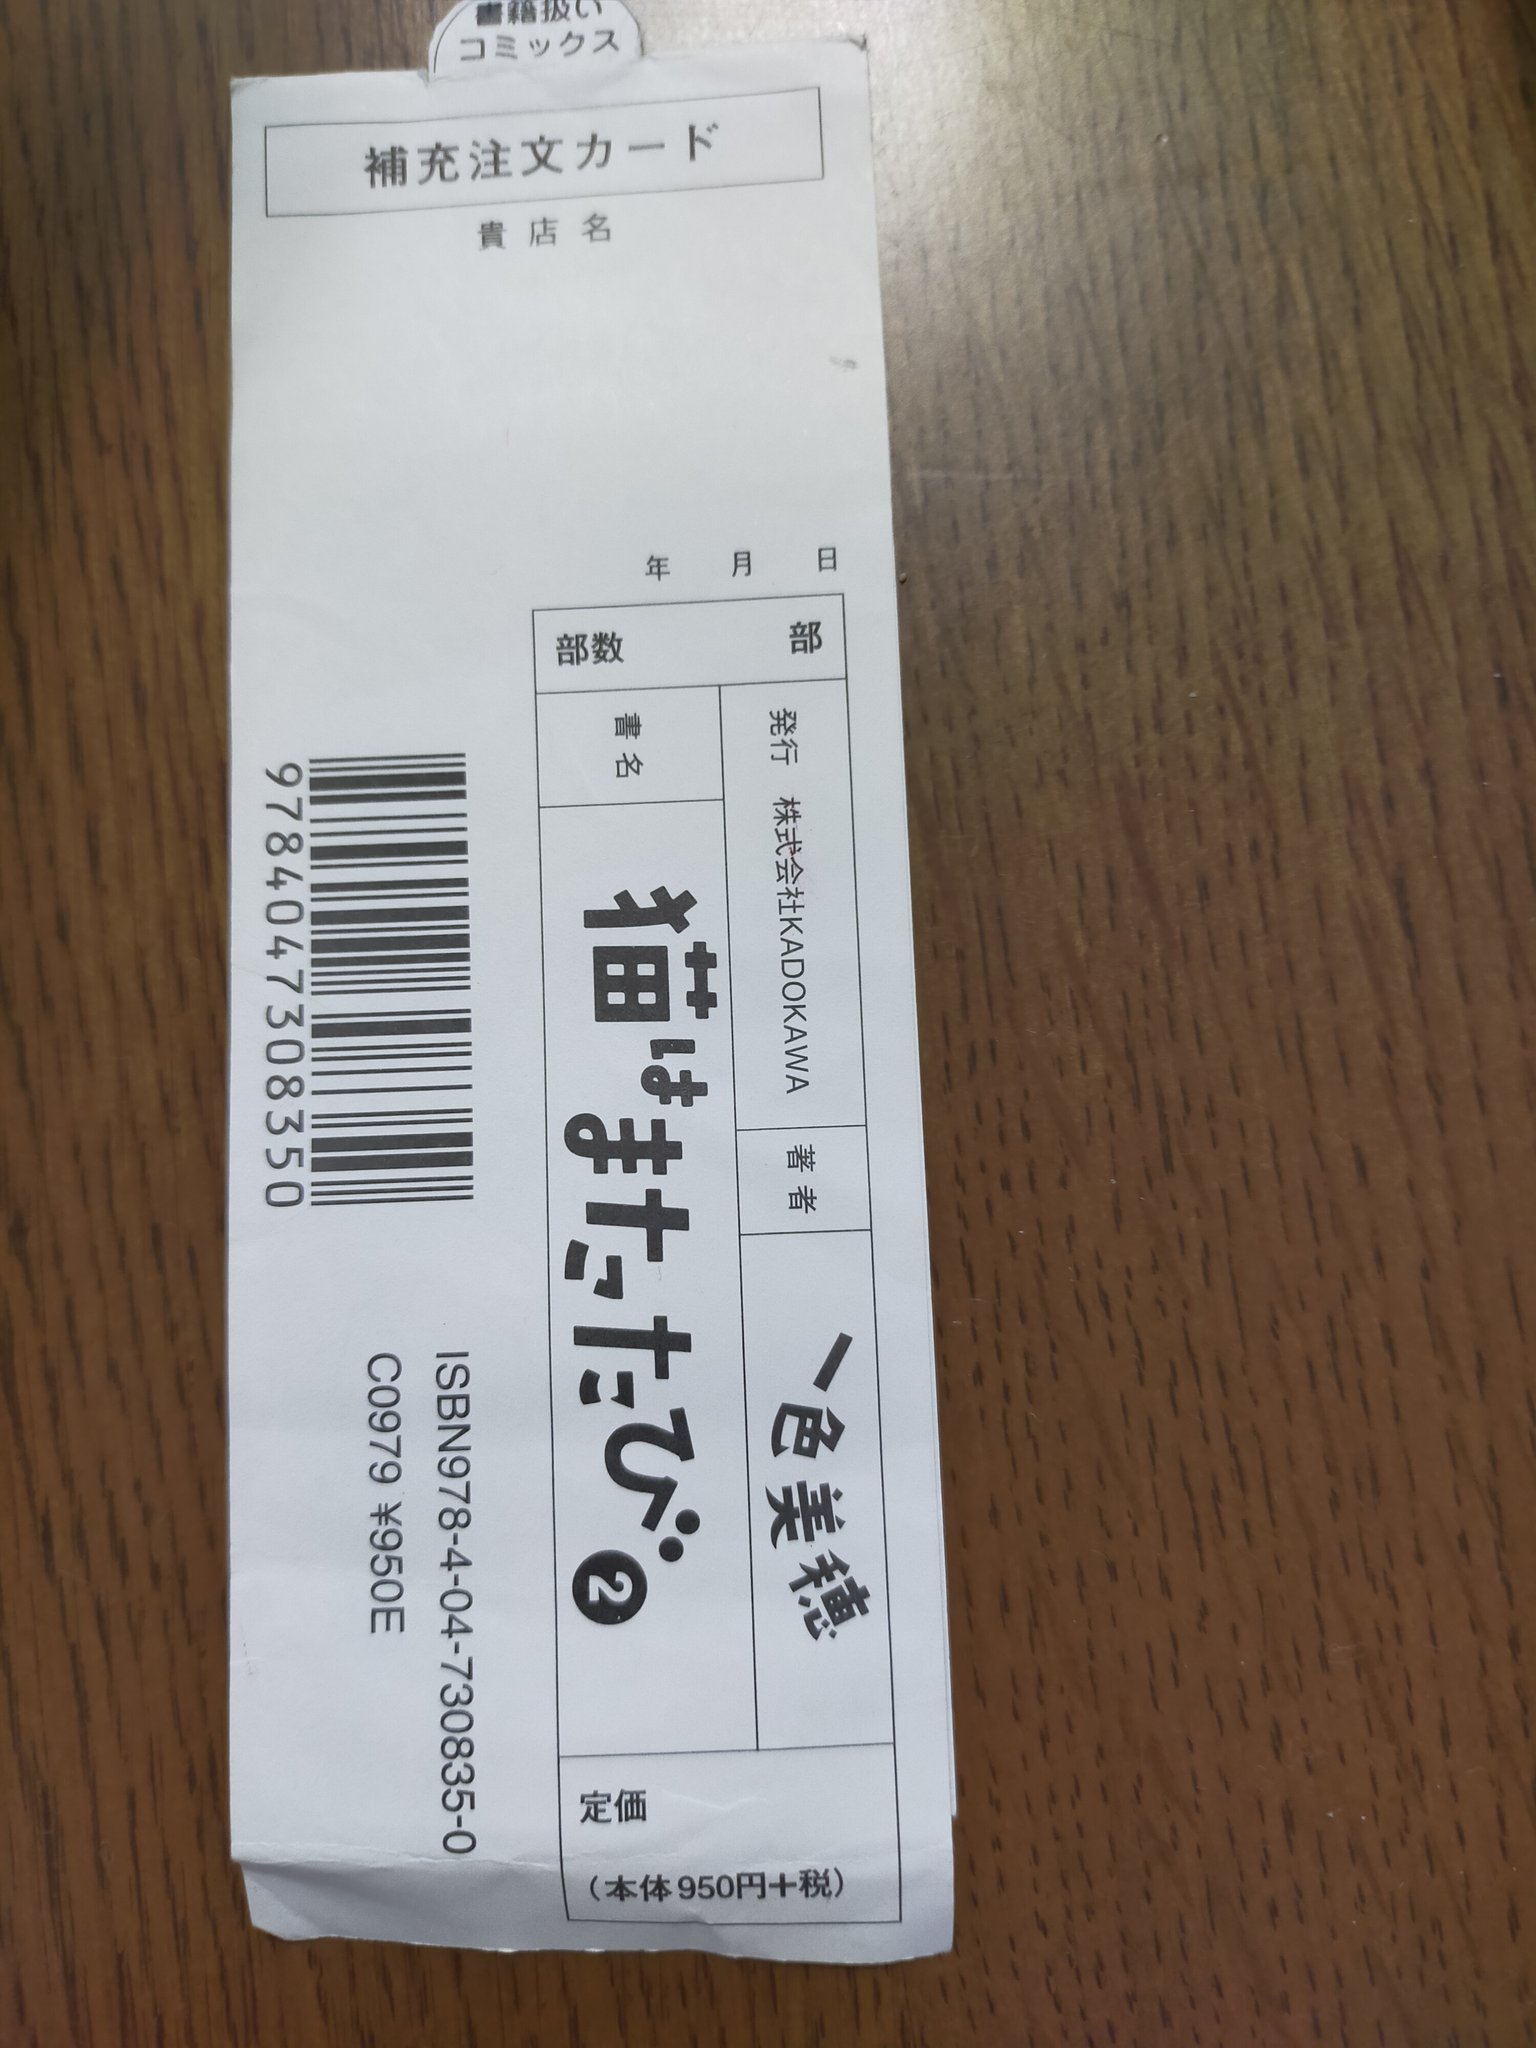 書籍扱い
コミックス
補充注文カード
貴店名
年 月 日
部数 部
発行 株式会社KADOKAWA
著者
一色美穂
書名
猫はまたたび。2
定価
（本体950円+税）
9784047308350
ISBN978-4-04-730835-0
C0979 ¥950E